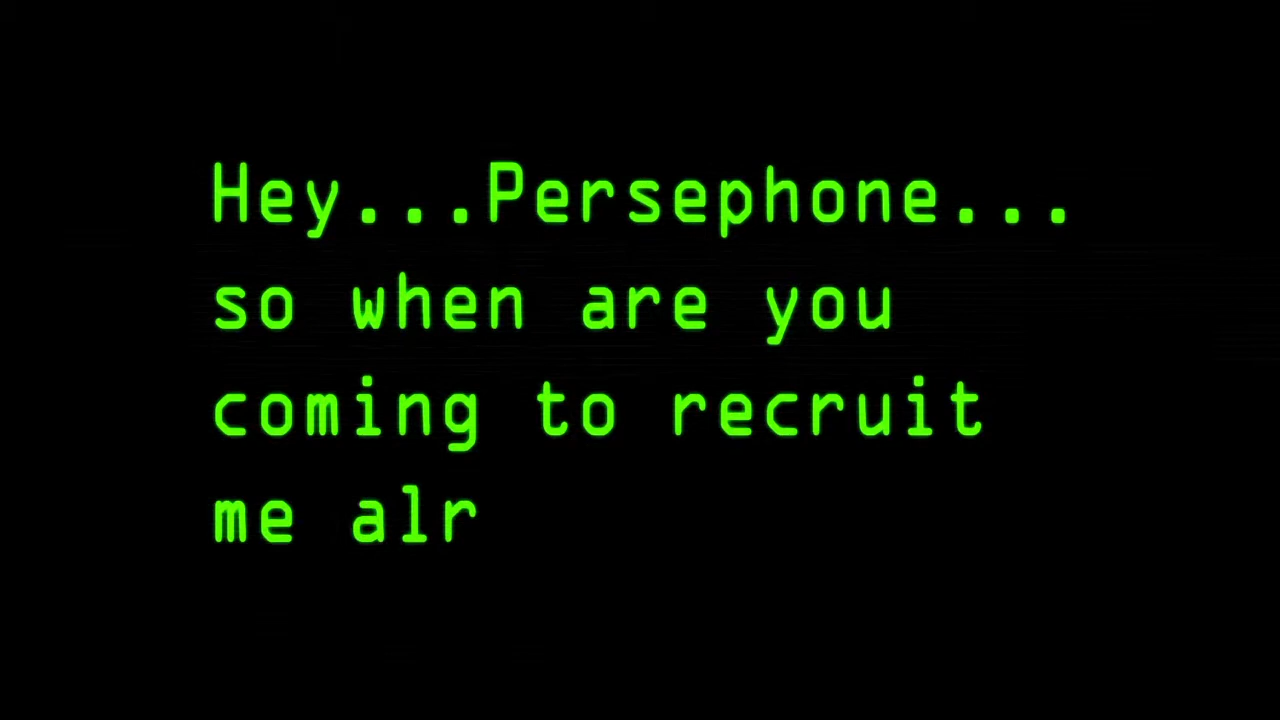 Hey...Persephone...
so when are you
coming to recruit
me alr